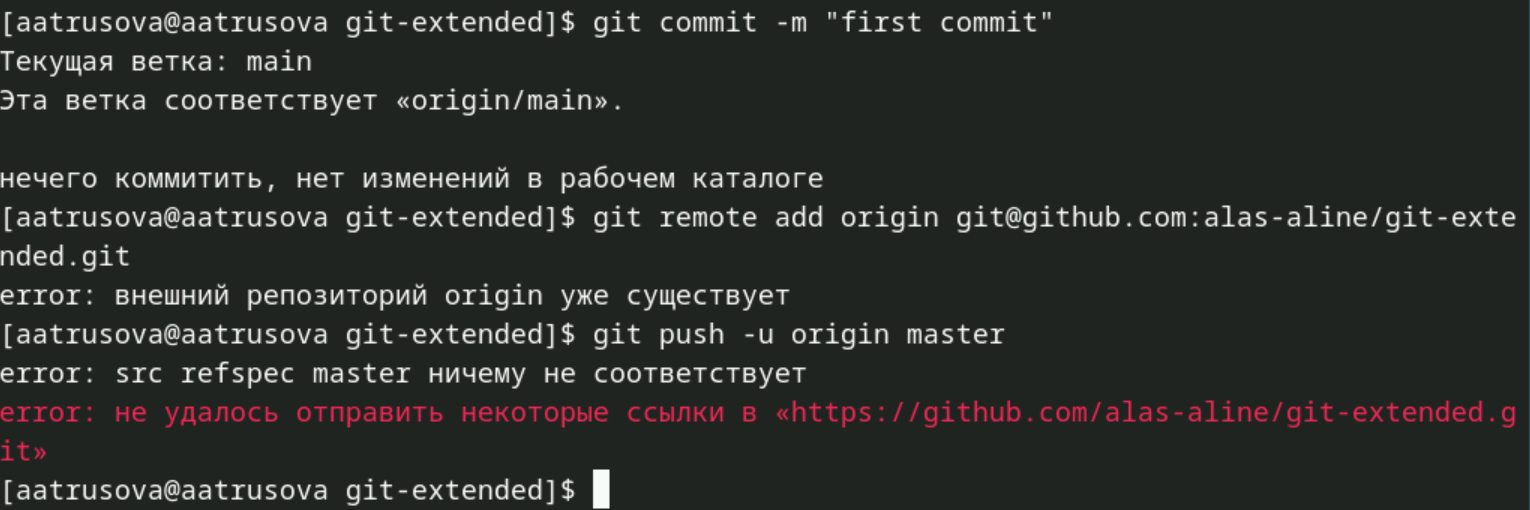 [aatrusova@aatrusova git-extended]$ git commit -m "first commit"
Текущая ветка: main
Эта ветка соответствует «origin/main».
нечего коммитить, нет изменений в рабочем каталоге
[aatrusova@aatrusova git-extended]$ git remote add origin git@github.com:alas-aline/git-exte
nded.git
error: внешний репозиторий origin уже существует
[aatrusova@aatrusova git-extended]$ git push -u origin master
error: src refspec master ничему не соответствует
error: не удалось отправить некоторые ссылки в «https://github.com/alas-aline/git-extended.g
it»
[aatrusova@aatrusova git-extended]$